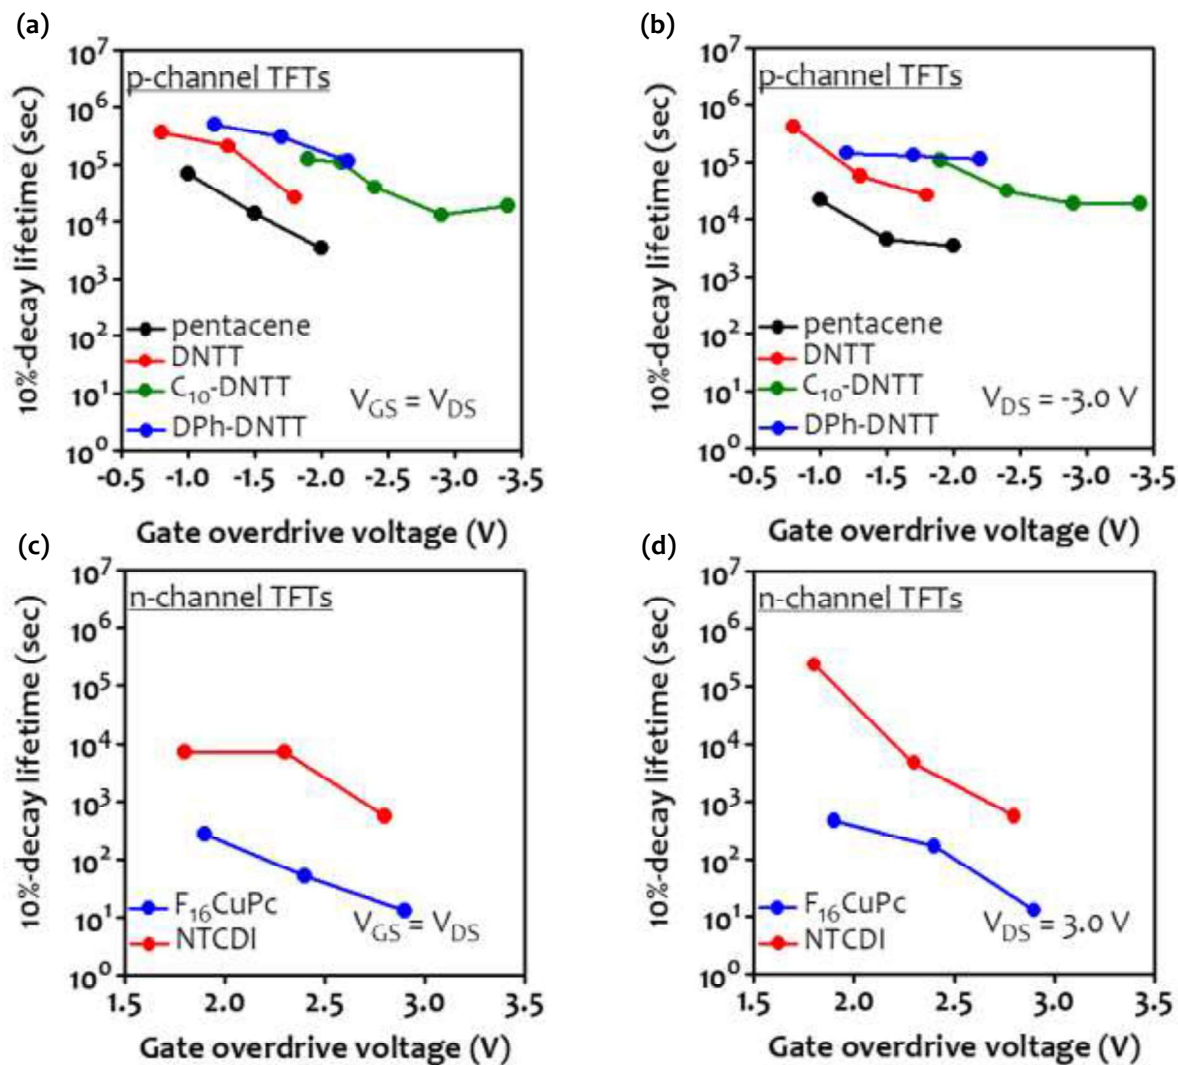 (a)
10%-decay lifetime (sec)
10⁷
10⁶
10⁵
10⁴
10³
10²
10¹
10⁰
p-channel TFTs
pentacene
DNTT
C₁₀-DNTT
DPh-DNTT
V_GS = V_DS
-0.5 -1.0 -1.5 -2.0 -2.5 -3.0 -3.5
Gate overdrive voltage (V)
(b)
10%-decay lifetime (sec)
10⁷
10⁶
10⁵
10⁴
10³
10²
10¹
10⁰
p-channel TFTs
pentacene
DNTT
C₁₀-DNTT
DPh-DNTT
V_DS = -3.0 V
-0.5 -1.0 -1.5 -2.0 -2.5 -3.0 -3.5
Gate overdrive voltage (V)
(c)
10%-decay lifetime (sec)
10⁷
10⁶
10⁵
10⁴
10³
10²
10¹
10⁰
n-channel TFTs
F₁₆CuPc
NTCDI
V_GS = V_DS
1.5 2.0 2.5 3.0 3.5
Gate overdrive voltage (V)
(d)
10%-decay lifetime (sec)
10⁷
10⁶
10⁵
10⁴
10³
10²
10¹
10⁰
n-channel TFTs
F₁₆CuPc
NTCDI
V_DS = 3.0 V
1.5 2.0 2.5 3.0 3.5
Gate overdrive voltage (V)